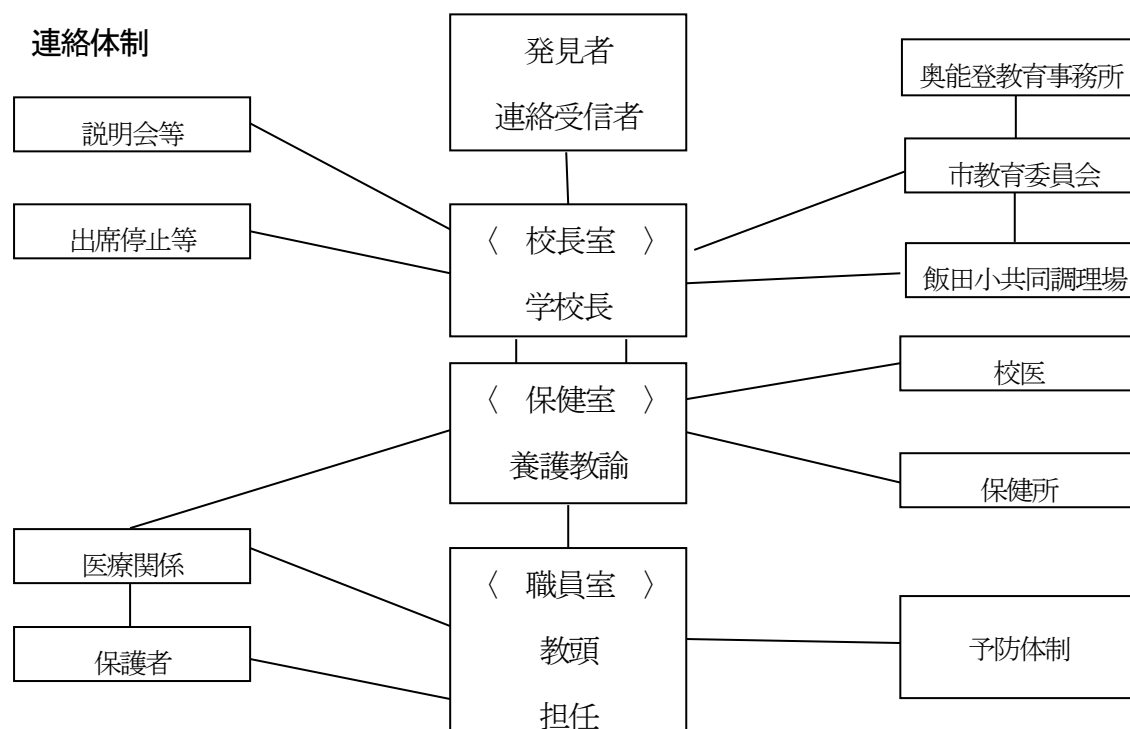 連絡体制
発見者
連絡受信者
奥能登教育事務所
説明会等
市教育委員会
出席停止等
〈 校長室 〉
学校長
飯田小共同調理場
校医
〈 保健室 〉
養護教諭
保健所
医療関係
〈 職員室 〉
教頭
担任
保護者
予防体制